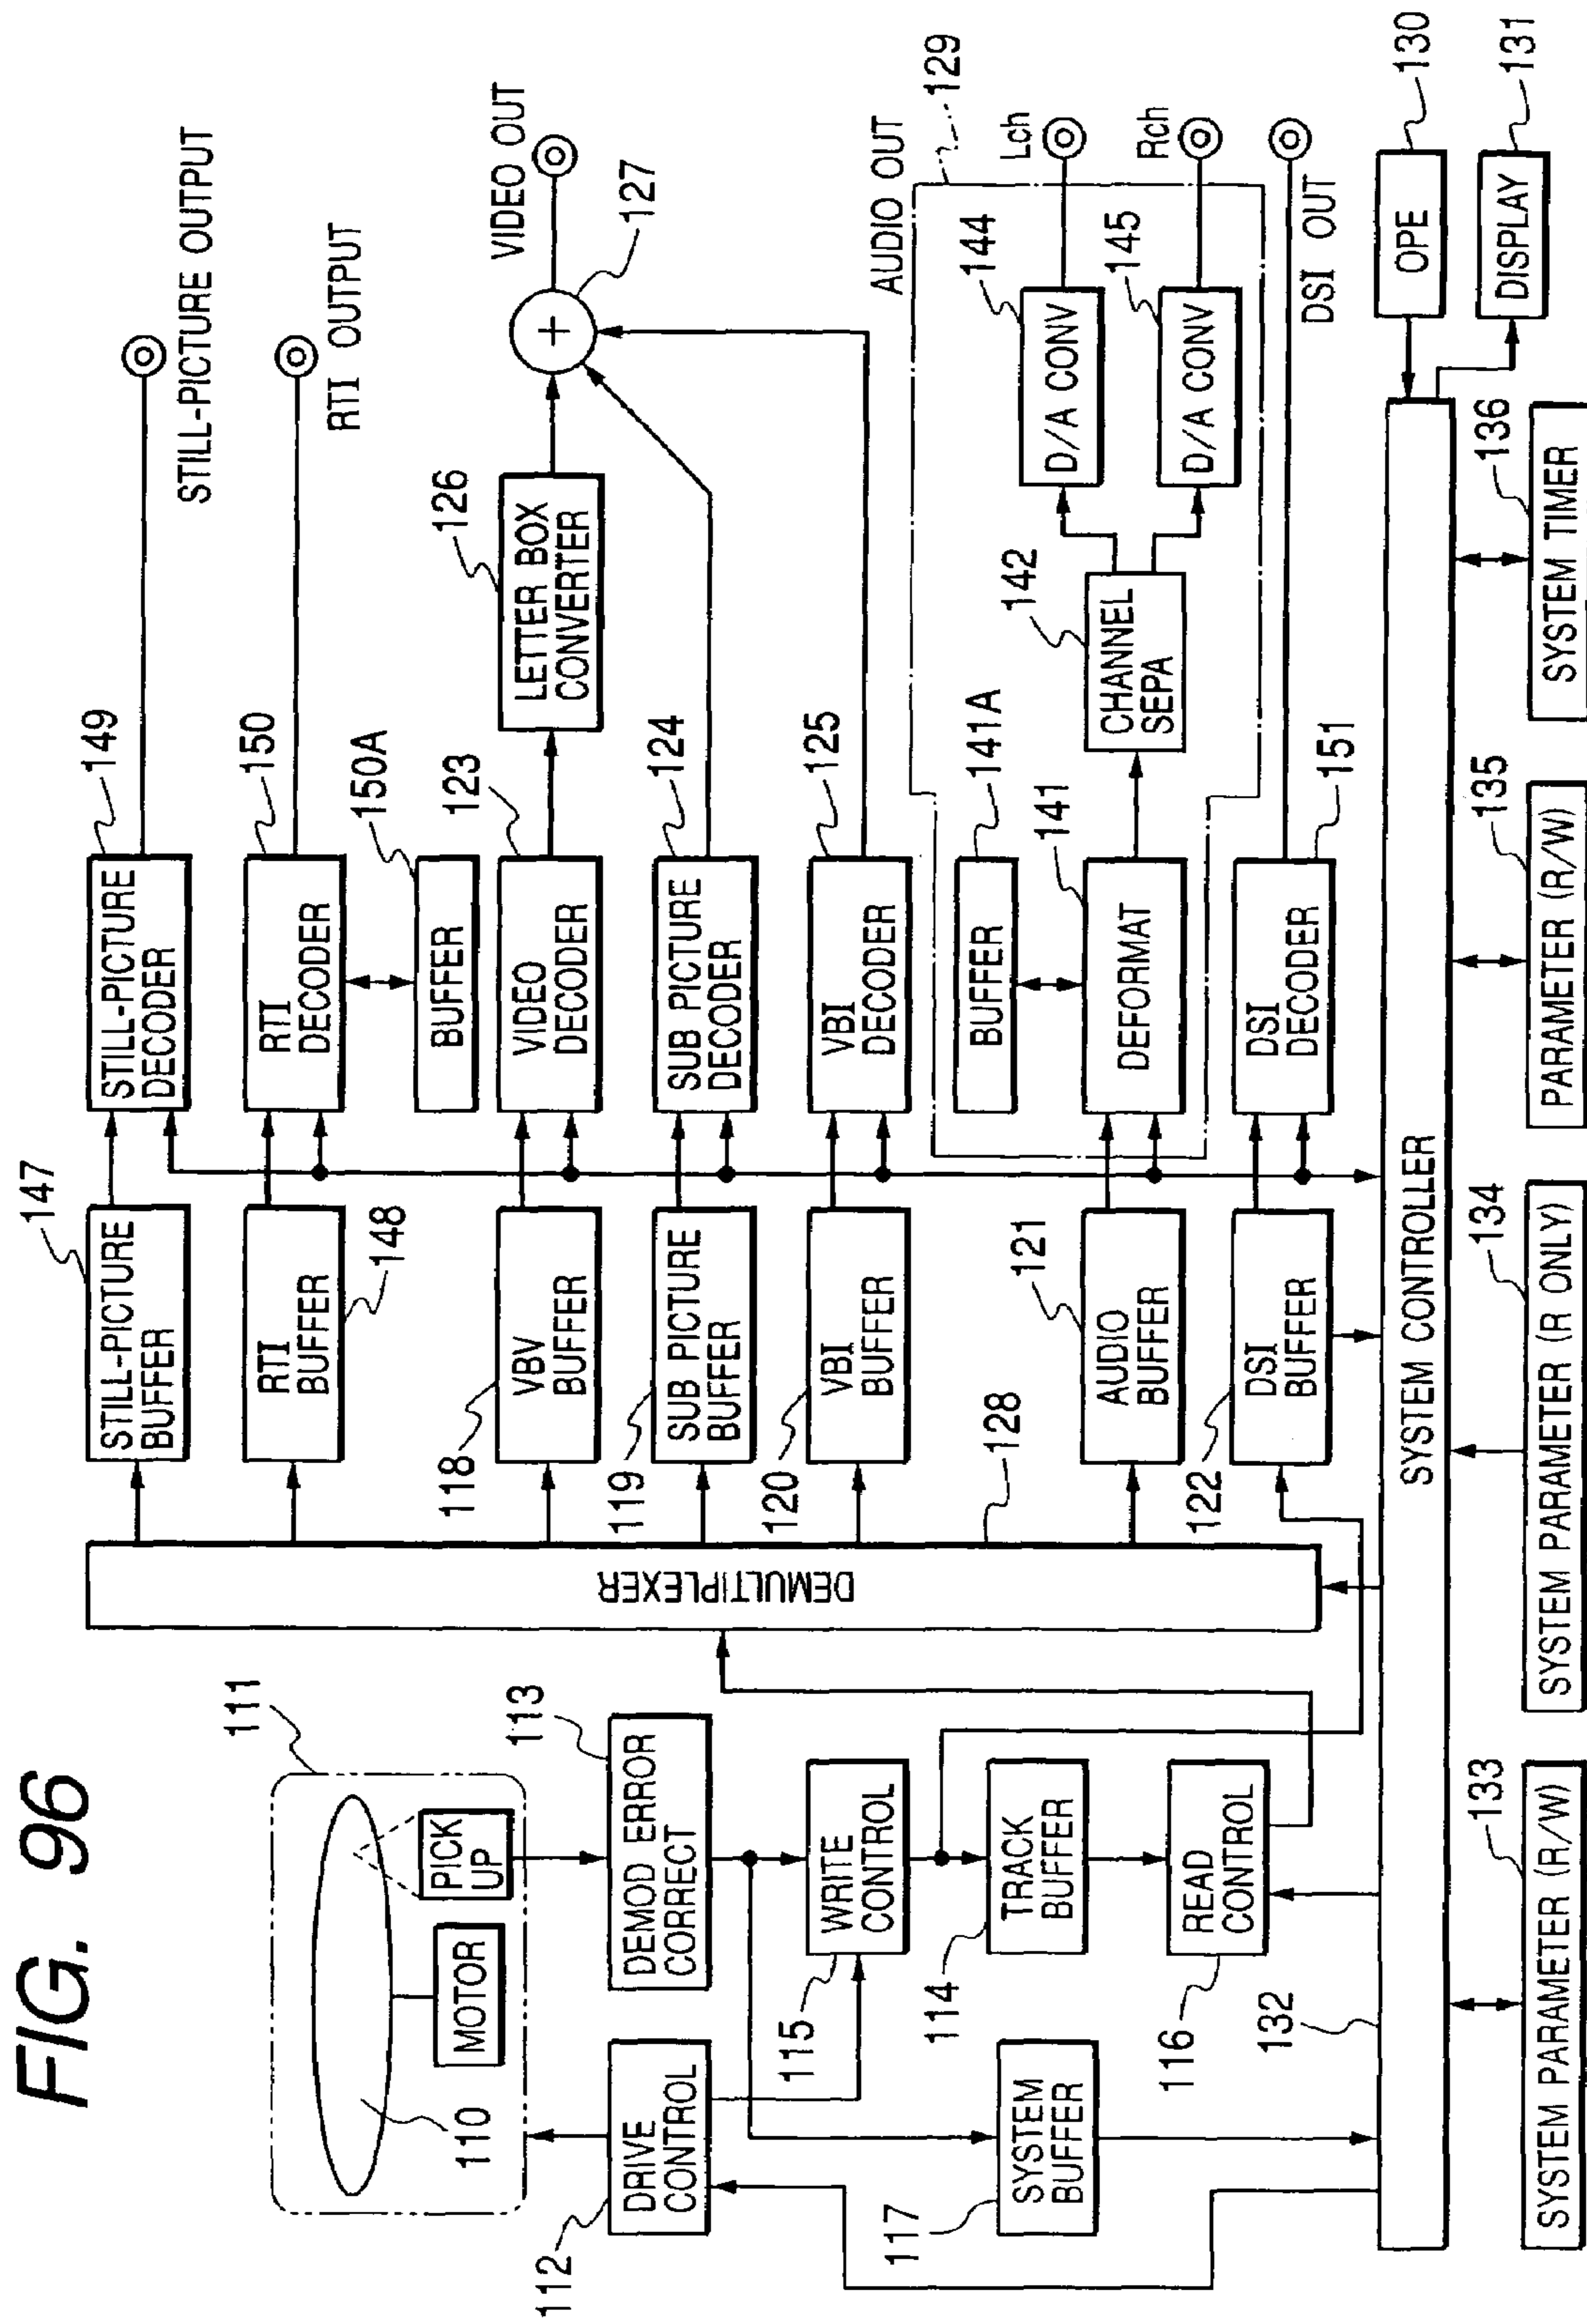 FIG. 96
111
110
MOTOR
PICK
UP
112
DRIVE
CONTROL
113
DEMOD ERROR
CORRECT
115
WRITE
CONTROL
117
SYSTEM
BUFFER
114
TRACK
BUFFER
116
READ
CONTROL
132
DEMULTIPLEXER
128
147
STILL-PICTURE
BUFFER
149
STILL-PICTURE
DECODER
STILL-PICTURE OUTPUT
RTI
BUFFER
148
150
RTI
DECODER
RTI OUTPUT
150A
BUFFER
118
VBV
BUFFER
123
VIDEO
DECODER
126
LETTER BOX
CONVERTER
+
127
VIDEO OUT
119
SUB PICTURE
BUFFER
124
SUB PICTURE
DECODER
120
VBI
BUFFER
125
VBI
DECODER
AUDIO OUT
129
121
AUDIO
BUFFER
141A
BUFFER
141
DEFORMAT
142
CHANNEL
SEPA
144
D/A CONV
Lch
145
D/A CONV
Rch
122
DSI
BUFFER
151
DSI
DECODER
DSI OUT
SYSTEM CONTROLLER
OPE
130
DISPLAY
131
133
SYSTEM PARAMETER (R/W)
134
SYSTEM PARAMETER (R ONLY)
135
PARAMETER (R/W)
136
SYSTEM TIMER